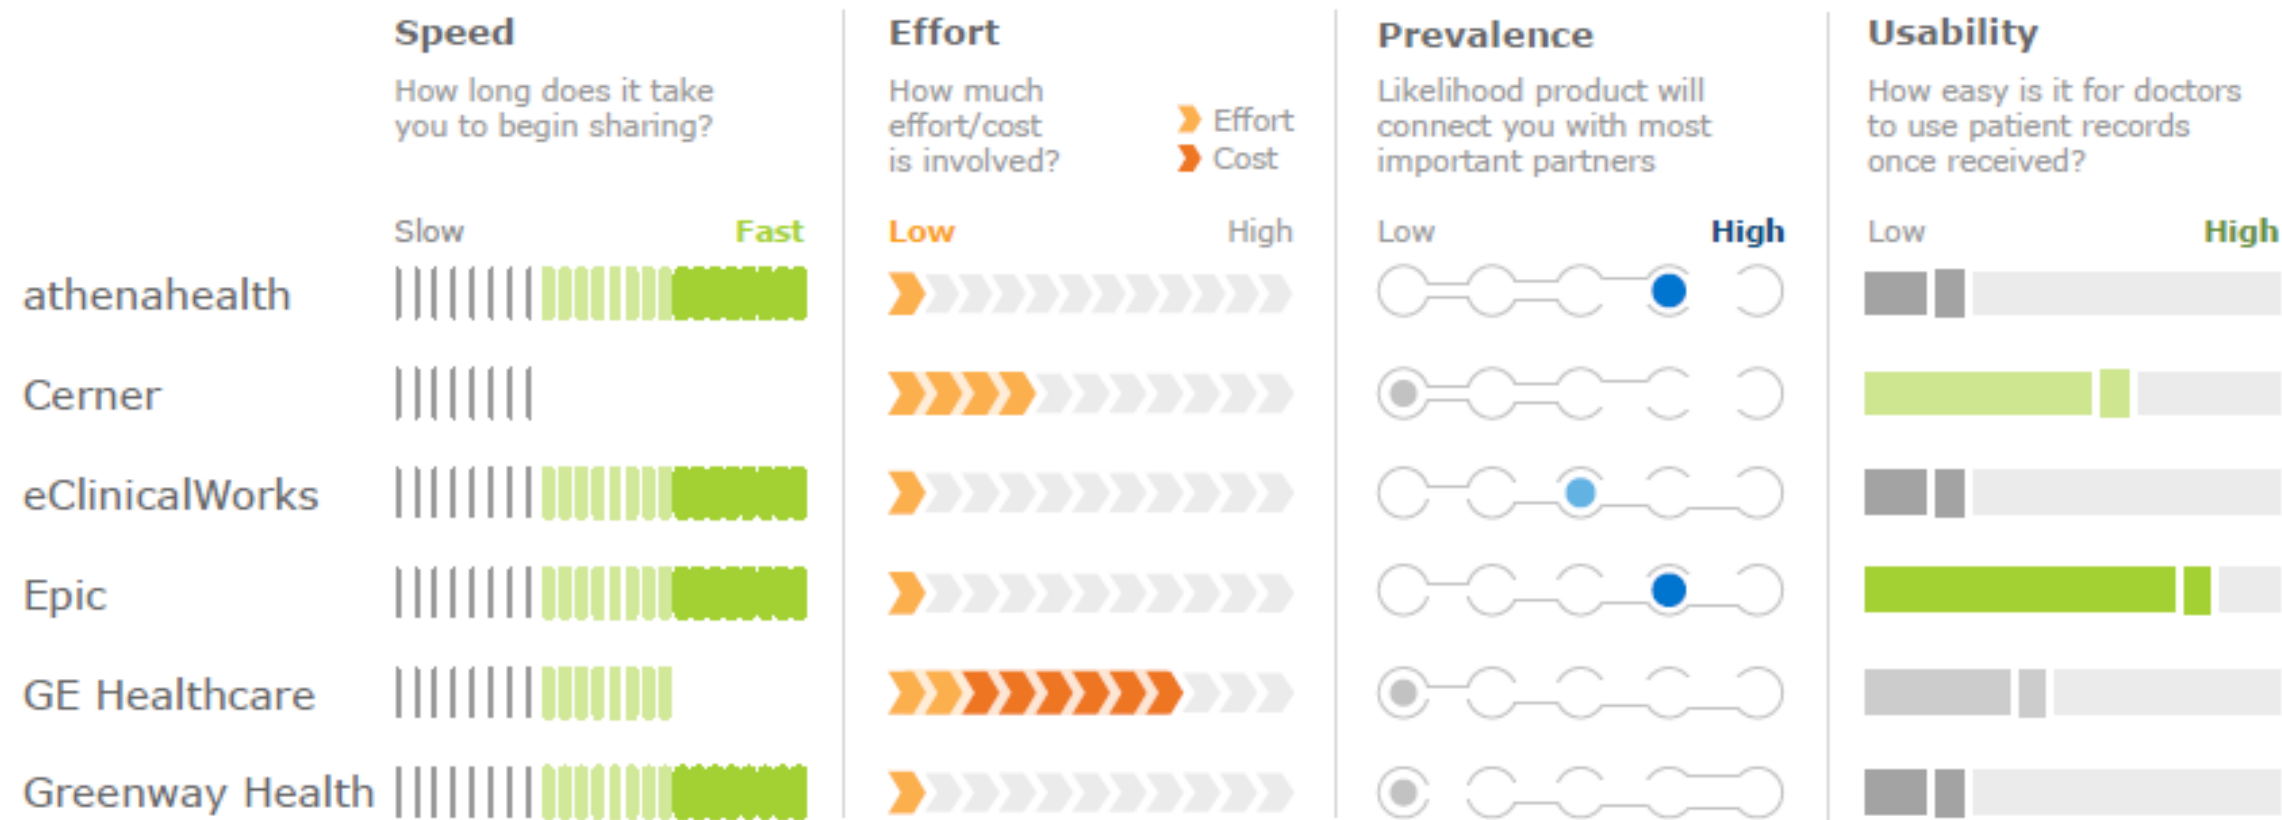 Speed
How long does it take
you to begin sharing?
Slow
Fast
Effort
How much
effort/cost
is involved?
Effort
Cost
Low
High
Prevalence
Likelihood product will
connect you with most
important partners
Low
High
Usability
How easy is it for doctors
to use patient records
once received?
Low
High
athenahealth
Cerner
eClinicalWorks
Epic
GE Healthcare
Greenway Health